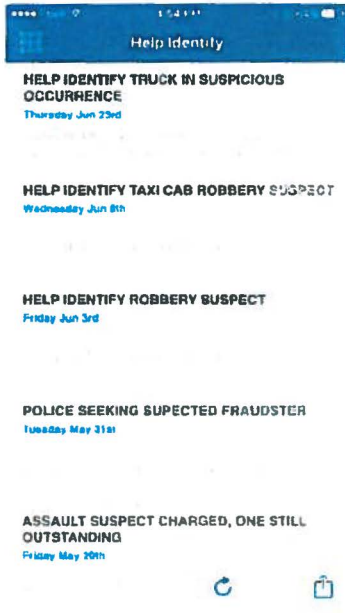 Help Identify
HELP IDENTIFY TRUCK IN SUSPICIOUS
OCCURRENCE
Thursday Jun 23rd
HELP IDENTIFY TAXI CAB ROBBERY SUSPECT
Wednesday Jun 8th
HELP IDENTIFY ROBBERY SUSPECT
Friday Jun 3rd
POLICE SEEKING SUPECTED FRAUDSTER
Tuesday May 31st
ASSAULT SUSPECT CHARGED, ONE STILL
OUTSTANDING
Friday May 20th